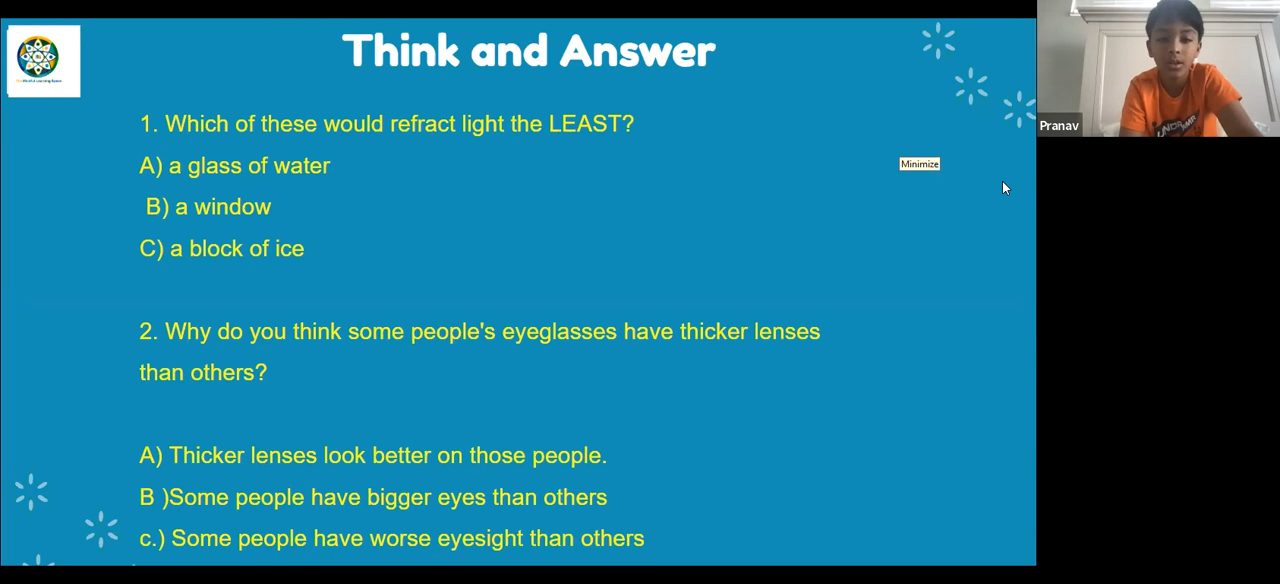 Think and Answer
1. Which of these would refract light the LEAST?
A) a glass of water
B) a window
C) a block of ice
2. Why do you think some people's eyeglasses have thicker lenses
than others?
A) Thicker lenses look better on those people.
B )Some people have bigger eyes than others
c.) Some people have worse eyesight than others
Minimize
Pranav